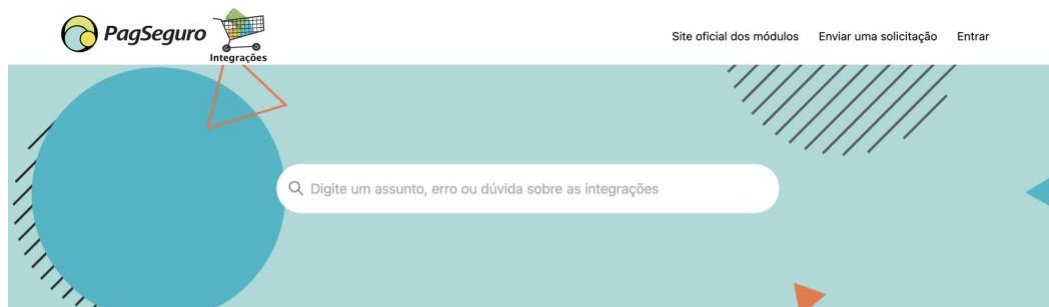 PagSeguro
Integrações
Site oficial dos módulos Enviar uma solicitação Entrar
Digite um assunto, erro ou dúvida sobre as integrações